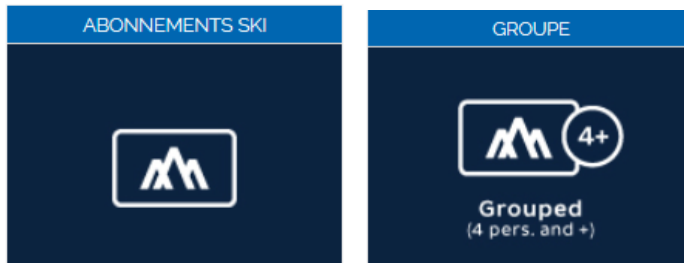 ABONNEMENTS SKI
GROUPE
4+
Grouped
(4 pers. and +)